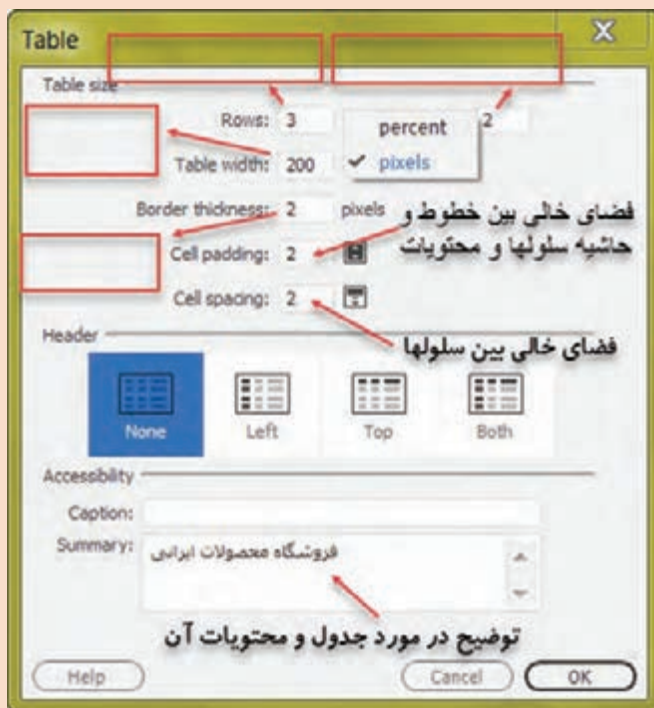 Table
X
Table size
Rows: 3
2
percent
✓ pixels
Table width: 200
Border thickness: 2 pixels
فضای خالی بین خطوط و
حاشیه سلولها و محتویات
Cell padding: 2
Cell spacing: 2
فضای خالی بین سلولها
Header
None Left Top Both
Accessibility
Caption:
Summary: فروشگاه محصولات ایرانی
توضیح در مورد جدول و محتویات آن
Help Cancel OK